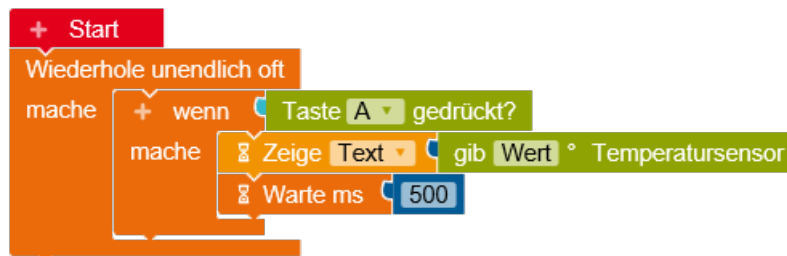 + Start
Wiederhole unendlich oft
mache + wenn Taste A gedrückt?
mache Zeige Text gib Wert ° Temperatursensor
Warte ms 500